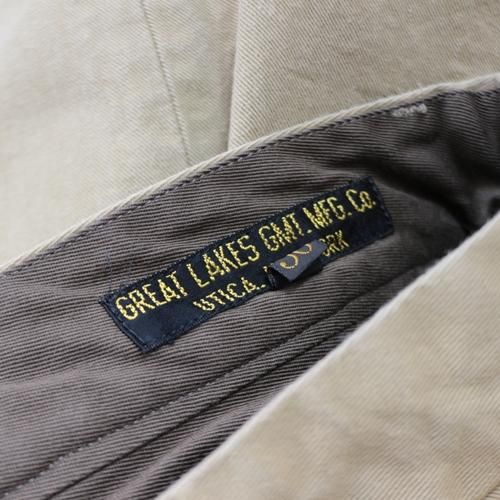 GREAT LAKES GMT. MFG. Co.
UTICA.